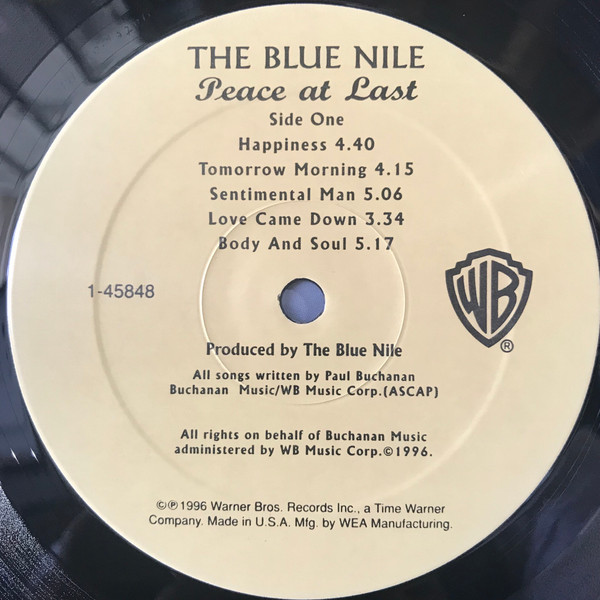 THE BLUE NILE
Peace at Last
Side One
Happiness 4.40
Tomorrow Morning 4.15
Sentimental Man 5.06
Love Came Down 3.34
Body And Soul 5.17
1-45848
WB
®
Produced by The Blue Nile
All songs written by Paul Buchanan
Buchanan Music/WB Music Corp.(ASCAP)
All rights on behalf of Buchanan Music
administered by WB Music Corp.©1996.
©℗1996 Warner Bros. Records Inc., a Time Warner
Company. Made in U.S.A. Mfg. by WEA Manufacturing.